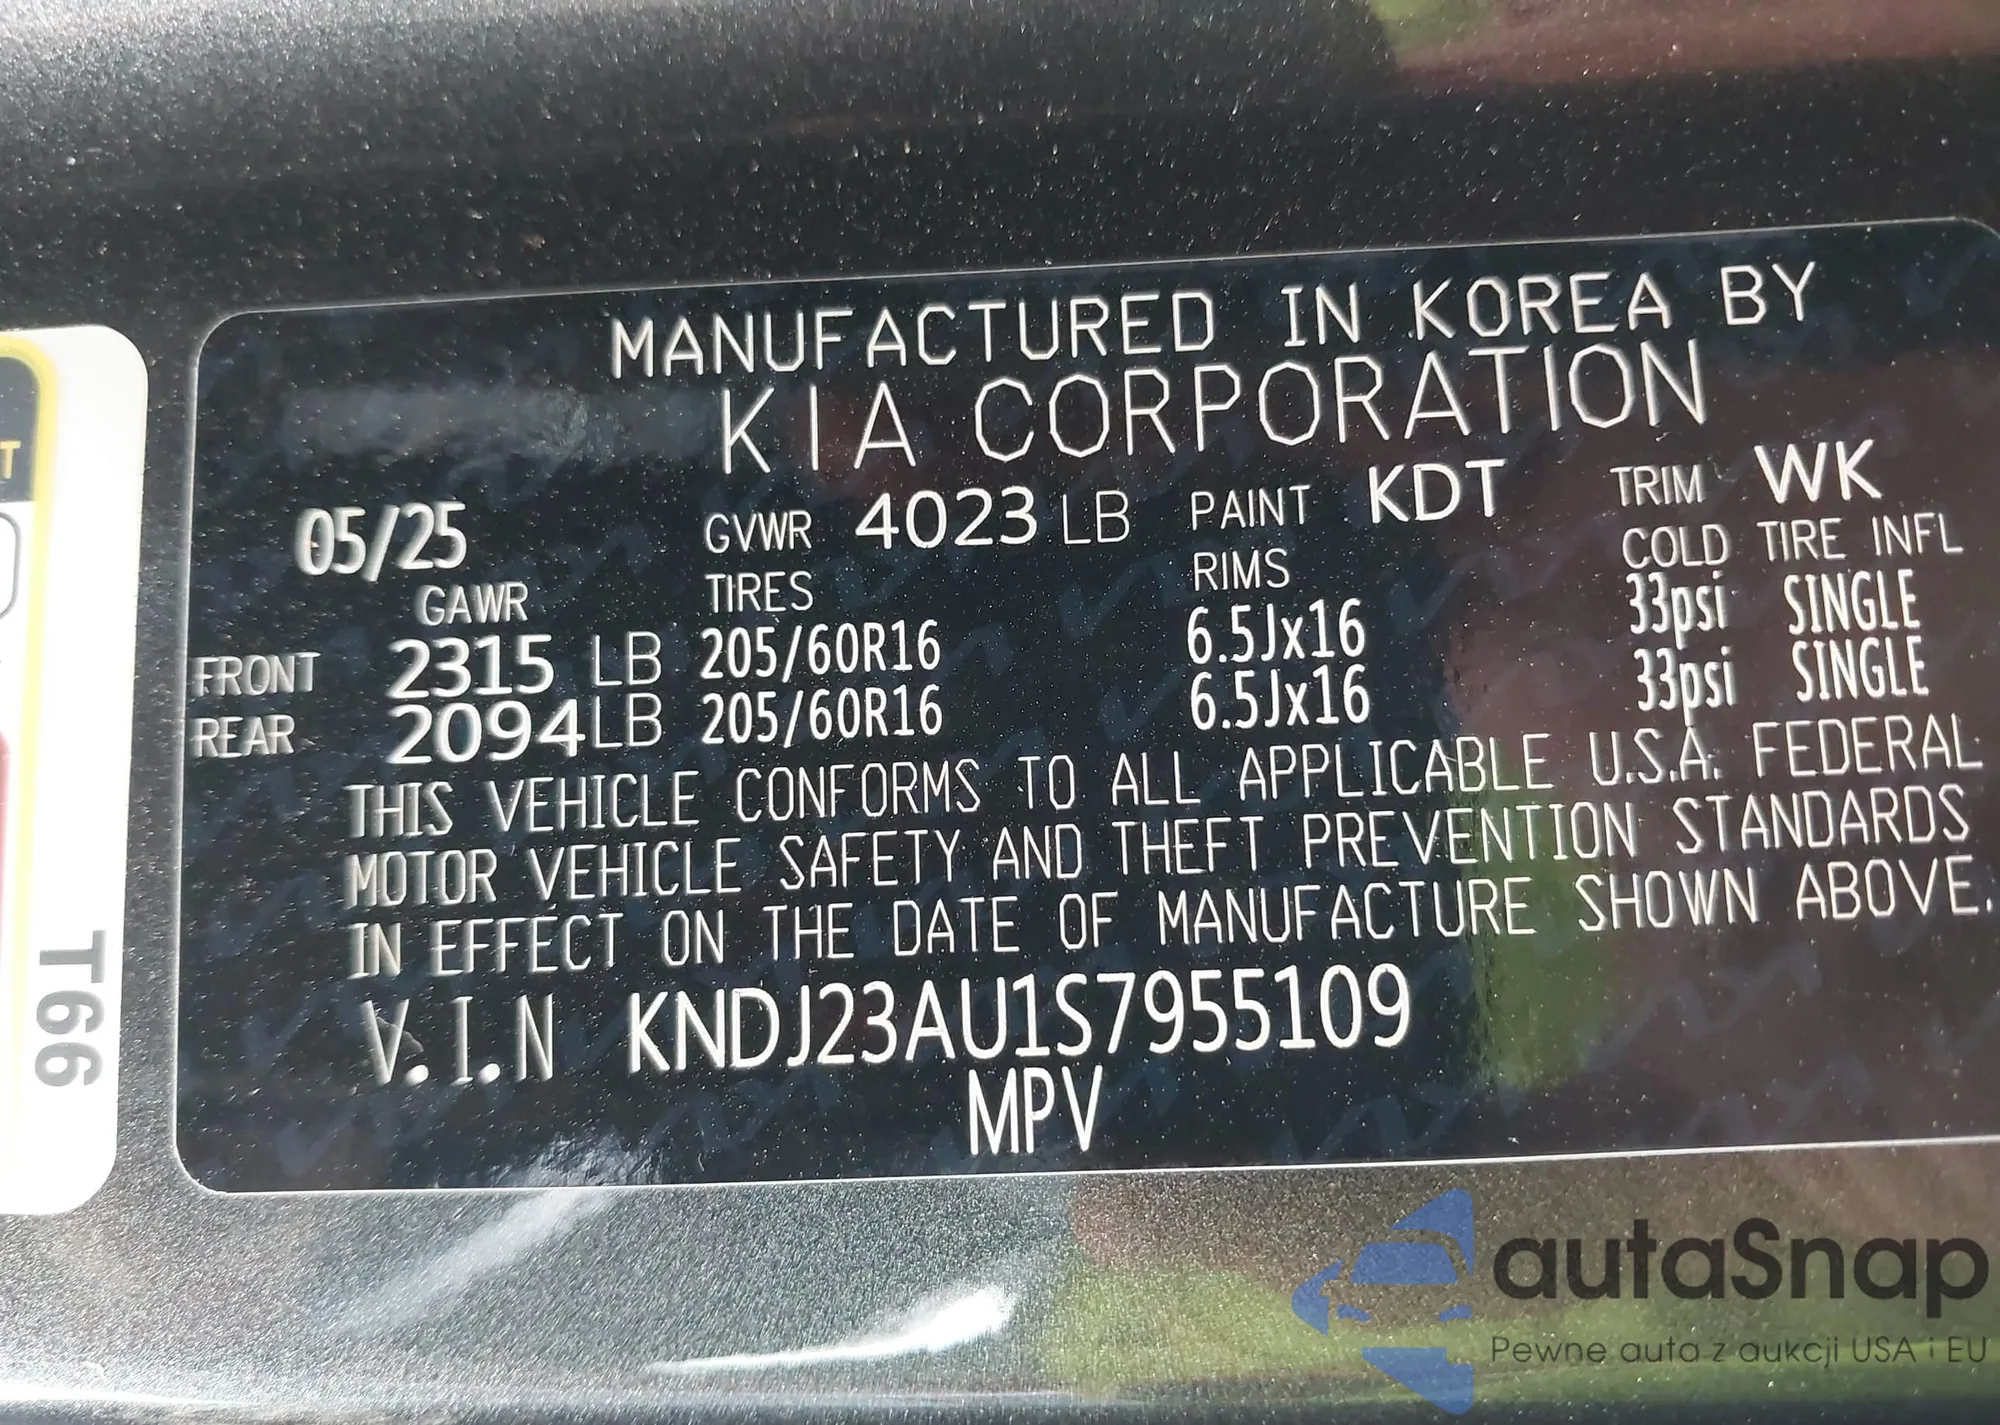 MANUFACTURED IN KOREA BY
KIA CORPORATION
05/25 GVWR 4023 LB PAINT KDT TRIM WK
GAWR TIRES RIMS COLD TIRE INFL
FRONT 2315 LB 205/60R16 6.5Jx16 33psi SINGLE
REAR 2094 LB 205/60R16 6.5Jx16 33psi SINGLE
THIS VEHICLE CONFORMS TO ALL APPLICABLE U.S.A. FEDERAL
MOTOR VEHICLE SAFETY AND THEFT PREVENTION STANDARDS
IN EFFECT ON THE DATE OF MANUFACTURE SHOWN ABOVE.
V.I.N KNDJ23AU1S7955109
MPV
T
T66
autaSnap
Pewne auta z aukcji USA i EU